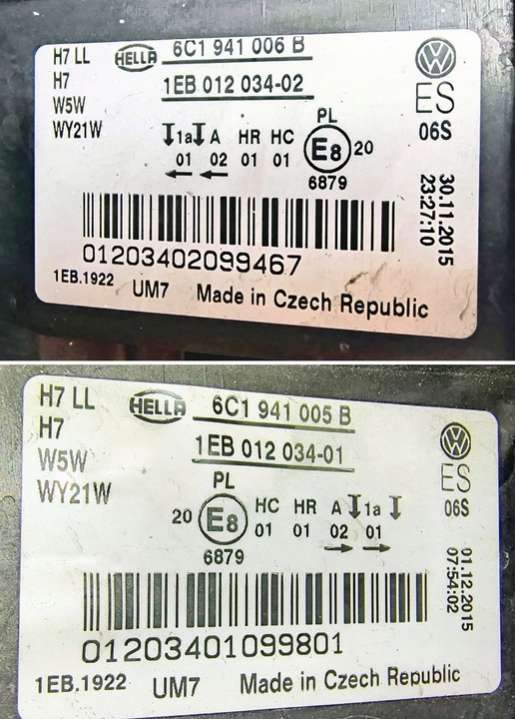 H7 LL
H7
W5W
WY21W
HELLA
6C1 941 006 B
1EB 012 034-02
VW
ES
06S
PL
1a A HR HC E8 20
01 02 01 01
6879
30.11.2015
23:27:10
01203402099467
1EB.1922 UM7 Made in Czech Republic
H7 LL
H7
W5W
WY21W
HELLA
6C1 941 005 B
1EB 012 034-01
VW
ES
06S
PL
20 E8 HC HR A 1a
01 01 02 01
6879
01.12.2015
07:54:02
01203401099801
1EB.1922 UM7 Made in Czech Republic